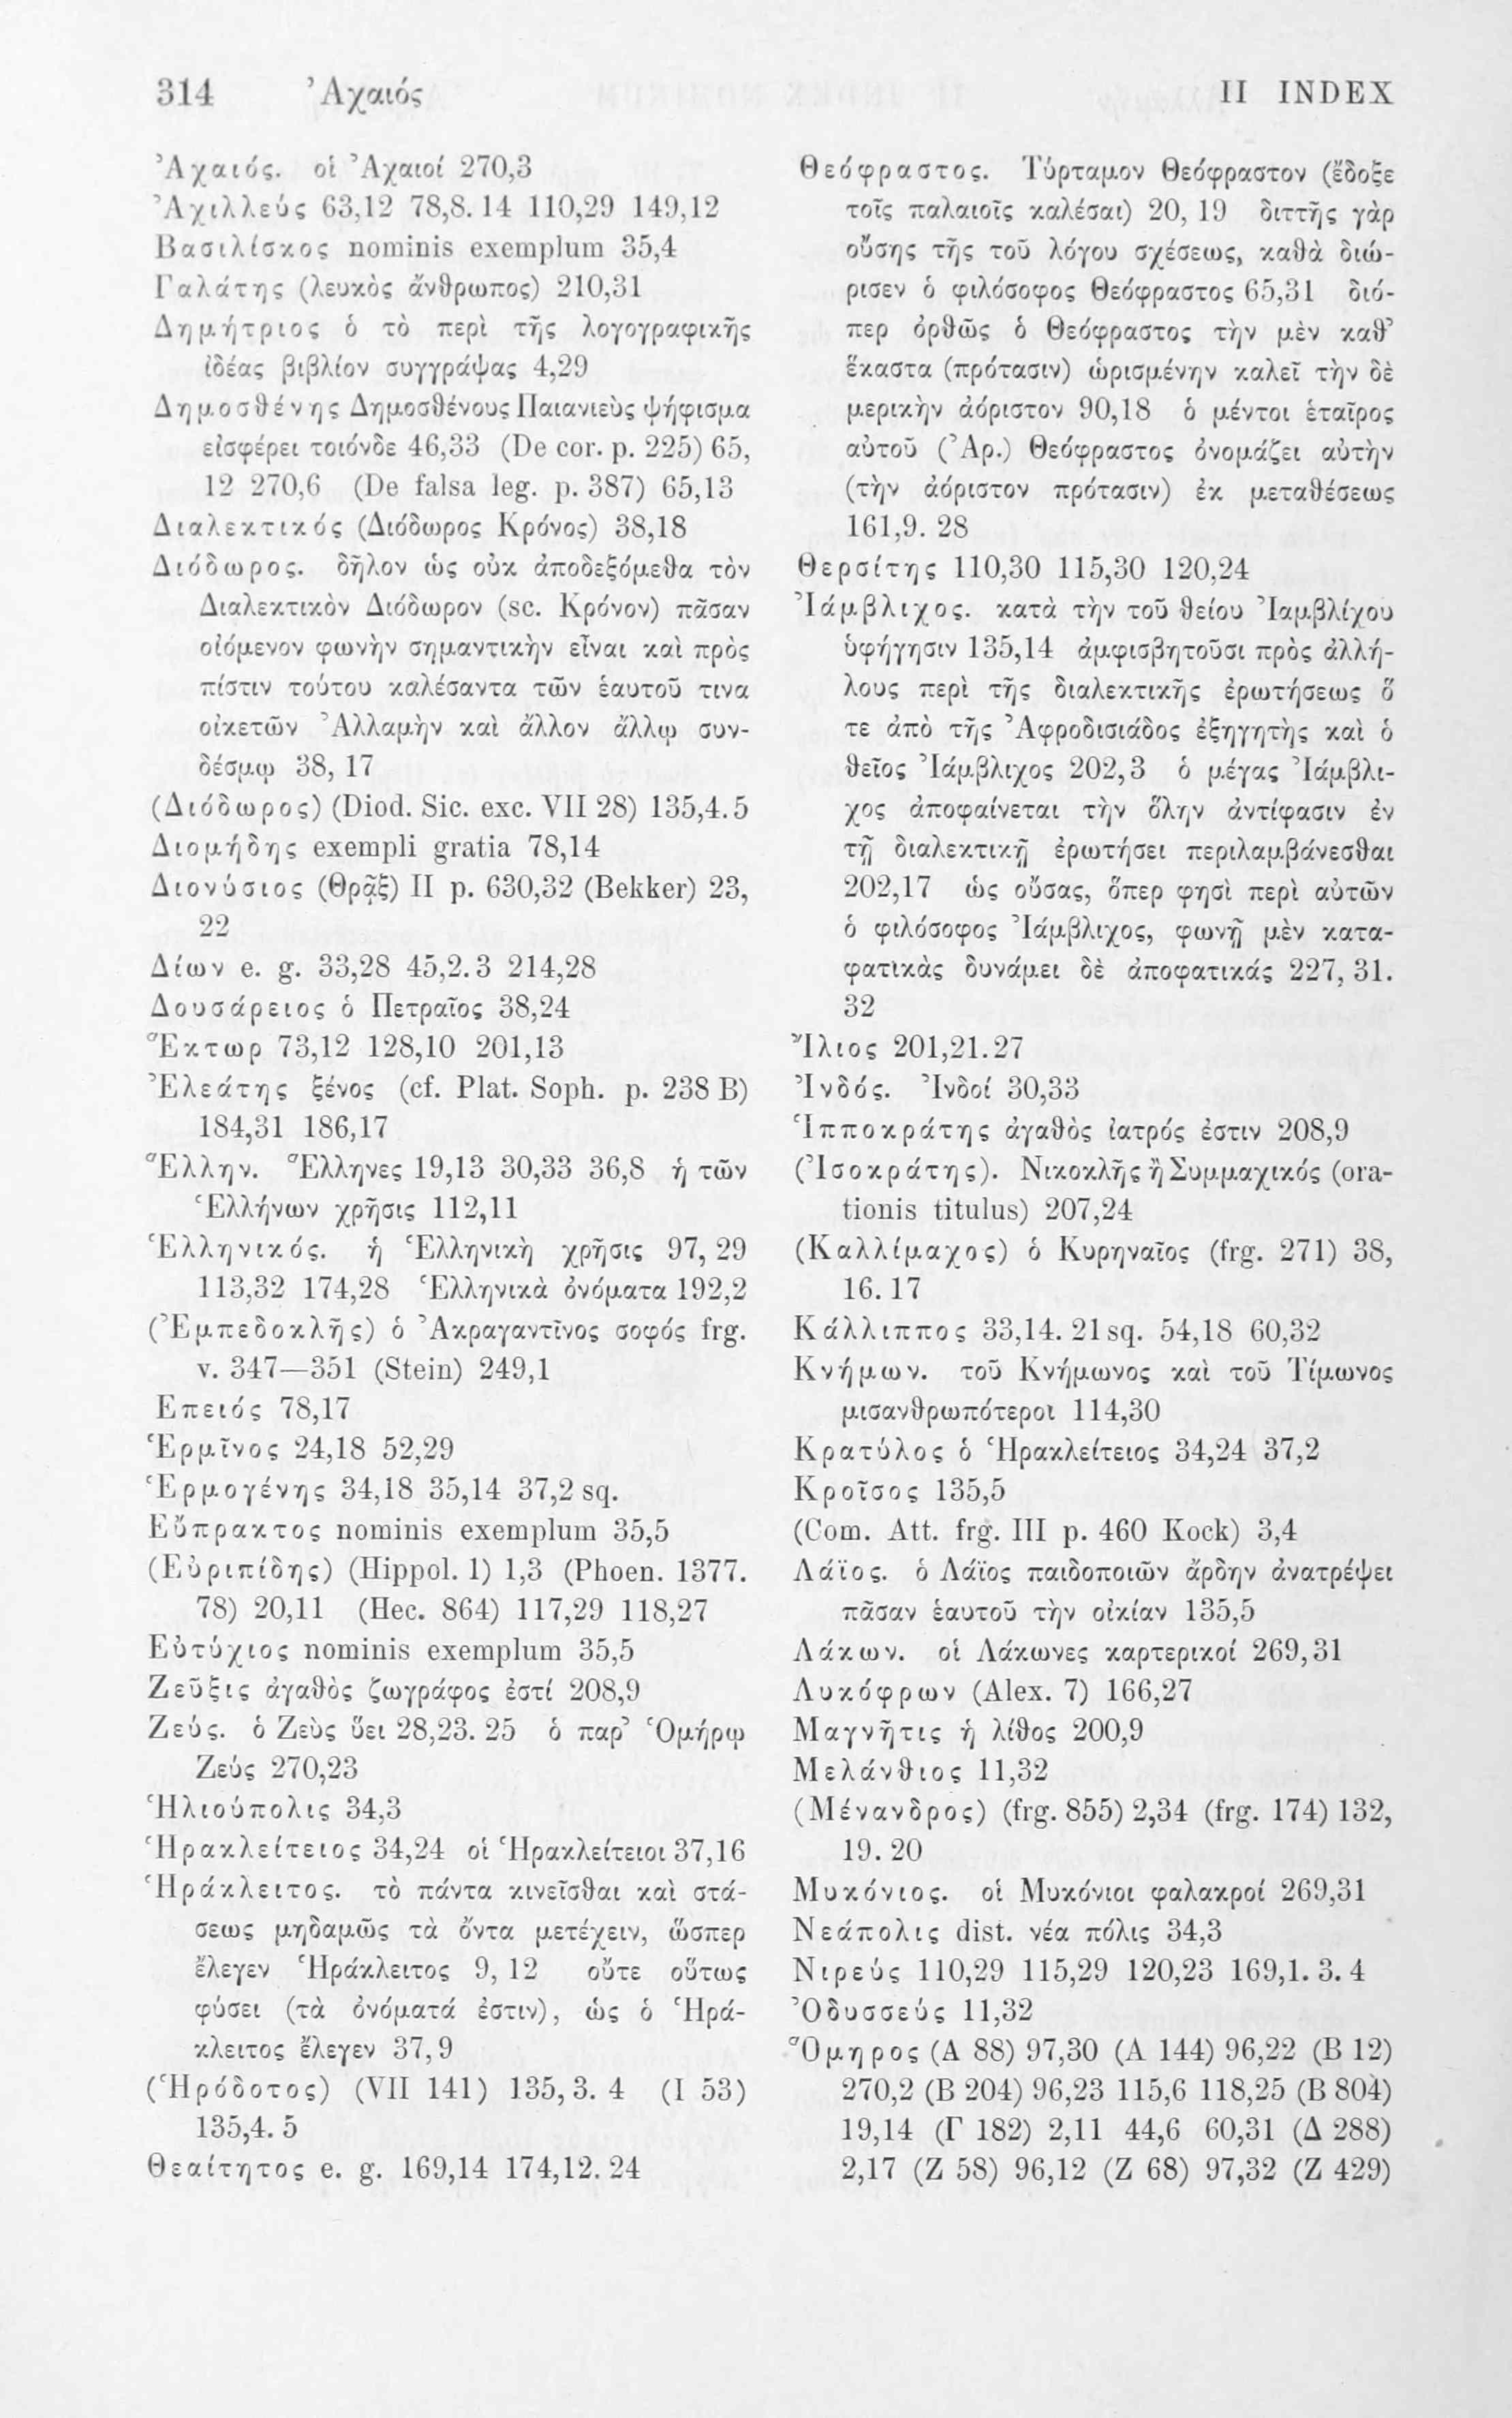 314 Ἀχαιός II INDEX
Ἀχαιός. οἱ Ἀχαιοί 270,3
Ἀχιλλεύς 63,12 78,8.14 110,29 149,12
Βασιλίσκος nominis exemplum 35,4
Γαλάτης (λευκὸς ἄνθρωπος) 210,31
Δημήτριος ὁ τὸ περὶ τῆς λογογραφικῆς
ἰδέας βιβλίον συγγράψας 4,29
Δημοσθένης Δημοσθένους Παιανιεὺς ψήφισμα
εἰσφέρει τοιόνδε 46,33 (De cor. p. 225) 65,
12 270,6 (De falsa leg. p. 387) 65,13
Διαλεκτικός (Διόδωρος Κρόνος) 38,18
Διόδωρος. δῆλον ὡς οὐκ ἀποδεξόμεθα τὸν
Διαλεκτικὸν Διόδωρον (sc. Κρόνον) πᾶσαν
οἰόμενον φωνὴν σημαντικὴν εἶναι καὶ πρὸς
πίστιν τούτου καλέσαντα τῶν ἑαυτοῦ τινα
οἰκετῶν Ἀλλαμὴν καὶ ἄλλον ἄλλῳ συν-
δέσμῳ 38, 17
(Διόδωρος) (Diod. Sic. exc. VII 28) 135,4.5
Διομήδης exempli gratia 78,14
Διονύσιος (Θρᾷξ) II p. 630,32 (Bekker) 23,
22
Δίων e. g. 33,28 45,2.3 214,28
Δουσάρειος ὁ Πετραῖος 38,24
Ἕκτωρ 73,12 128,10 201,13
Ἐλεάτης ξένος (cf. Plat. Soph. p. 238 B)
184,31 186,17
Ἕλλην. Ἕλληνες 19,13 30,33 36,8 ἡ τῶν
Ἑλλήνων χρῆσις 112,11
Ἑλληνικός. ἡ Ἑλληνικὴ χρῆσις 97, 29
113,32 174,28 Ἑλληνικὰ ὀνόματα 192,2
(Ἐμπεδοκλῆς) ὁ Ἀκραγαντῖνος σοφός frg.
v. 347—351 (Stein) 249,1
Επειός 78,17
Ἑρμῖνος 24,18 52,29
Ἑρμογένης 34,18 35,14 37,2 sq.
Εὔπρακτος nominis exemplum 35,5
(Εὐριπίδης) (Hippol. 1) 1,3 (Phoen. 1377.
78) 20,11 (Hec. 864) 117,29 118,27
Εὐτύχιος nominis exemplum 35,5
Ζεῦξις ἀγαθὸς ζωγράφος ἐστί 208,9
Ζεύς. ὁ Ζεὺς ὕει 28,23. 25 ὁ παρ’ Ὁμήρῳ
Ζεύς 270,23
Ἡλιούπολις 34,3
Ἡρακλείτειος 34,24 οἱ Ἡρακλείτειοι 37,16
Ἡράκλειτος. τὸ πάντα κινεῖσθαι καὶ στά-
σεως μηδαμῶς τὰ ὄντα μετέχειν, ὥσπερ
ἔλεγεν Ἡράκλειτος 9, 12 οὔτε οὕτως
φύσει (τὰ ὀνόματά ἐστιν), ὡς ὁ Ἡρά-
κλειτος ἔλεγεν 37, 9
(Ἡρόδοτος) (VII 141) 135, 3. 4 (I 53)
135,4. 5
Θεαίτητος e. g. 169,14 174,12. 24
Θεόφραστος. Τύρταμον Θεόφραστον (ἔδοξε
τοῖς παλαιοῖς καλέσαι) 20, 19 διττῆς γὰρ
οὔσης τῆς τοῦ λόγου σχέσεως, καθὰ διώ-
ρισεν ὁ φιλόσοφος Θεόφραστος 65,31 διό-
περ ὀρθῶς ὁ Θεόφραστος τὴν μὲν καθ’
ἕκαστα (πρότασιν) ὡρισμένην καλεῖ τὴν δὲ
μερικὴν ἀόριστον 90,18 ὁ μέντοι ἑταῖρος
αὐτοῦ (Ἀρ.) Θεόφραστος ὀνομάζει αὐτὴν
(τὴν ἀόριστον πρότασιν) ἐκ μεταθέσεως
161,9. 28
Θερσίτης 110,30 115,30 120,24
Ἰάμβλιχος. κατὰ τὴν τοῦ θείου Ἰαμβλίχου
ὑφήγησιν 135,14 ἀμφισβητοῦσι πρὸς ἀλλή-
λους περὶ τῆς διαλεκτικῆς ἐρωτήσεως ὅ
τε ἀπὸ τῆς Ἀφροδισιάδος ἐξηγητὴς καὶ ὁ
θεῖος Ἰάμβλιχος 202,3 ὁ μέγας Ἰάμβλι-
χος ἀποφαίνεται τὴν ὅλην ἀντίφασιν ἐν
τῇ διαλεκτικῇ ἐρωτήσει περιλαμβάνεσθαι
202,17 ὡς οὔσας, ὅπερ φησὶ περὶ αὐτῶν
ὁ φιλόσοφος Ἰάμβλιχος, φωνῇ μὲν κατα-
φατικὰς δυνάμει δὲ ἀποφατικάς 227, 31.
32
Ἴλιος 201,21.27
Ἰνδός. Ἰνδοί 30,33
Ἱπποκράτης ἀγαθὸς ἰατρός ἐστιν 208,9
(Ἰσοκράτης). Νικοκλῆς ἢ Συμμαχικός (ora-
tionis titulus) 207,24
(Καλλίμαχος) ὁ Κυρηναῖος (frg. 271) 38,
16. 17
Κάλλιππος 33,14. 21 sq. 54,18 60,32
Κνήμων. τοῦ Κνήμωνος καὶ τοῦ Τίμωνος
μισανθρωπότεροι 114,30
Κρατύλος ὁ Ἡρακλείτειος 34,24 37,2
Κροῖσος 135,5
(Com. Att. frg. III p. 460 Kock) 3,4
Λάϊος. ὁ Λάϊος παιδοποιῶν ἄρδην ἀνατρέψει
πᾶσαν ἑαυτοῦ τὴν οἰκίαν 135,5
Λάκων. οἱ Λάκωνες καρτερικοί 269,31
Λυκόφρων (Alex. 7) 166,27
Μαγνῆτις ἡ λίθος 200,9
Μελάνθιος 11,32
(Μένανδρος) (frg. 855) 2,34 (frg. 174) 132,
19. 20
Μυκόνιος. οἱ Μυκόνιοι φαλακροί 269,31
Νεάπολις dist. νέα πόλις 34,3
Νιρεύς 110,29 115,29 120,23 169,1. 3. 4
Ὀδυσσεύς 11,32
Ὅμηρος (Α 88) 97,30 (Α 144) 96,22 (Β 12)
270,2 (Β 204) 96,23 115,6 118,25 (Β 804)
19,14 (Γ 182) 2,11 44,6 60,31 (Δ 288)
2,17 (Ζ 58) 96,12 (Ζ 68) 97,32 (Ζ 429)